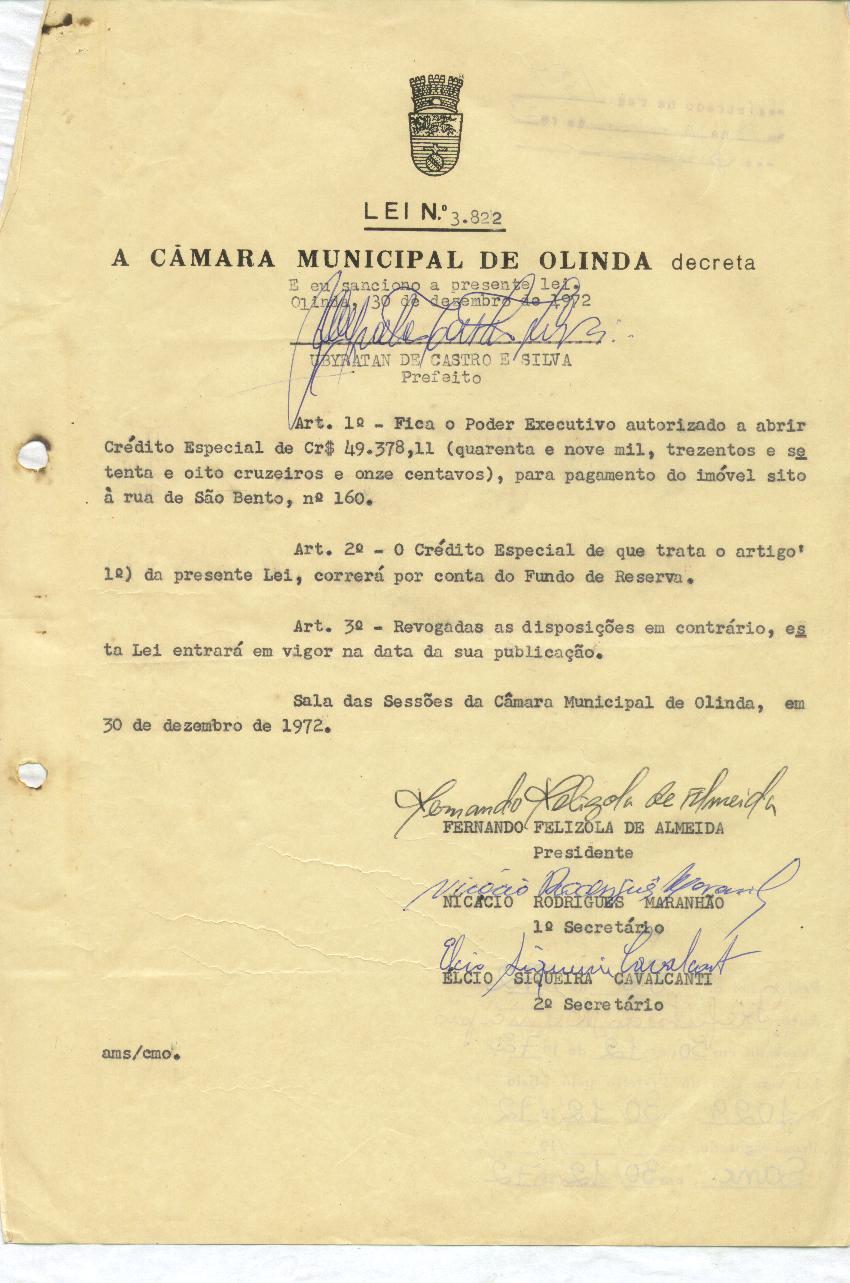 LEI N.º 3.822
A CÂMARA MUNICIPAL DE OLINDA decreta
E eu sanciono a presente lei.
Olinda, 30 de desembro de 1972
UBYRATAN DE CASTRO E SILVA
Prefeito
Art. 1º - Fica o Poder Executivo autorizado a abrir
Crédito Especial de Cr$ 49.378,11 (quarenta e nove mil, trezentos e se
tenta e oito cruzeiros e onze centavos), para pagamento do imóvel sito
à rua de São Bento, nº 160.
Art. 2º - O Crédito Especial de que trata o artigo'
1º) da presente Lei, correrá por conta do Fundo de Reserva.
Art. 3º - Revogadas as disposições em contrário, es
ta Lei entrará em vigor na data da sua publicação.
Sala das Sessões da Câmara Municipal de Olinda, em
30 de dezembro de 1972.
Fernando Felizola de Almeida
FERNANDO FELIZOLA DE ALMEIDA
Presidente
Nicácio Rodrigues Maranhão
NICÁCIO RODRIGUES MARANHÃO
1º Secretário
Elcio Siqueira Cavalcanti
ÉLCIO SIQUEIRA CAVALCANTI
2º Secretário
ams/cmo.